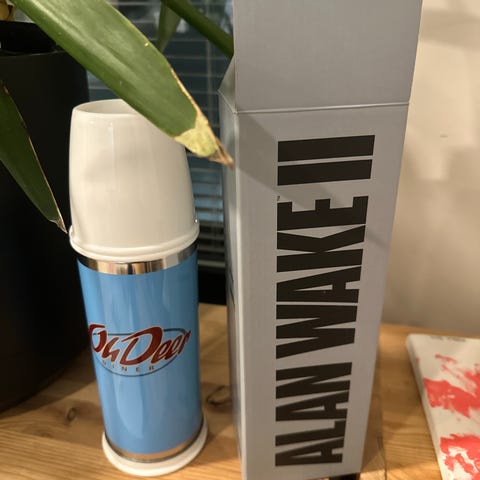 Oh Deer
DINER
ALAN WAKE II